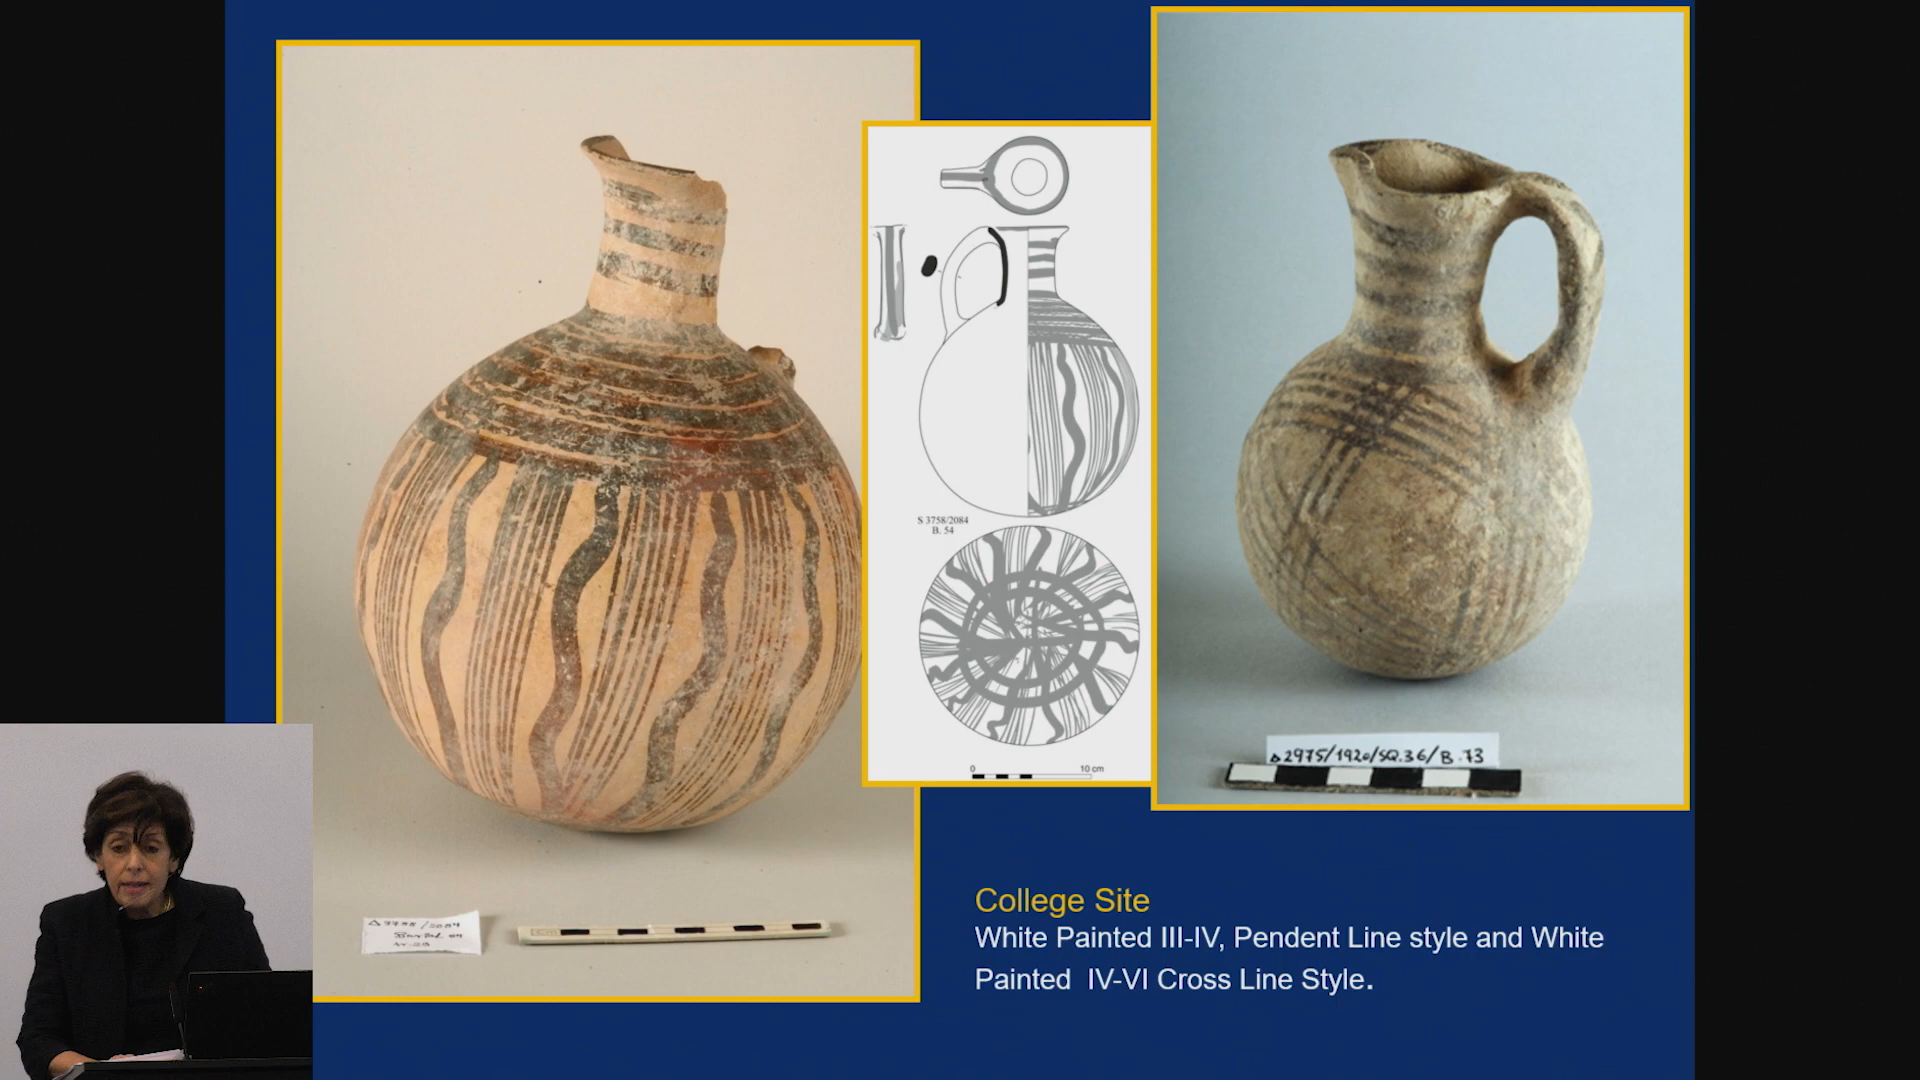 S 3758/2084
B. 54
0 10 cm
Δ2975/1920/SQ.36/B.73
College Site
White Painted III-IV, Pendent Line style and White
Painted IV-VI Cross Line Style.